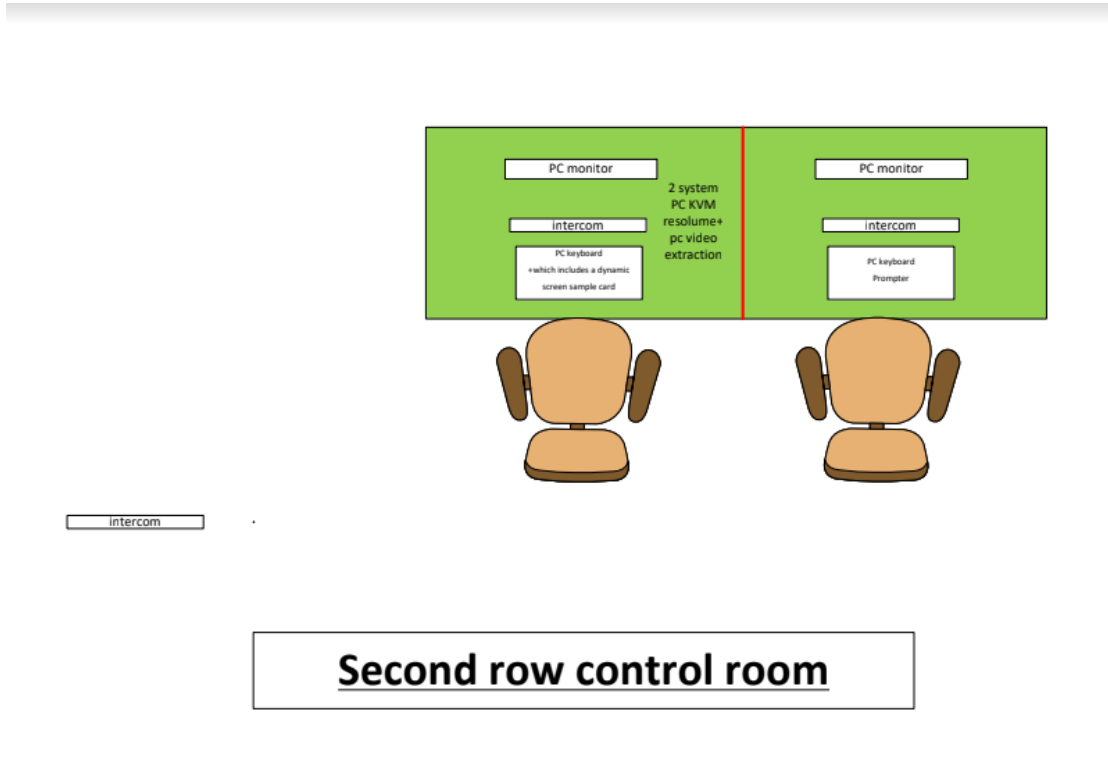 PC monitor
intercom
PC keyboard
+which includes a dynamic
screen sample card
2 system
PC KVM
resolume+
pc video
extraction
PC monitor
intercom
PC keyboard
Prompter
intercom
.
Second row control room